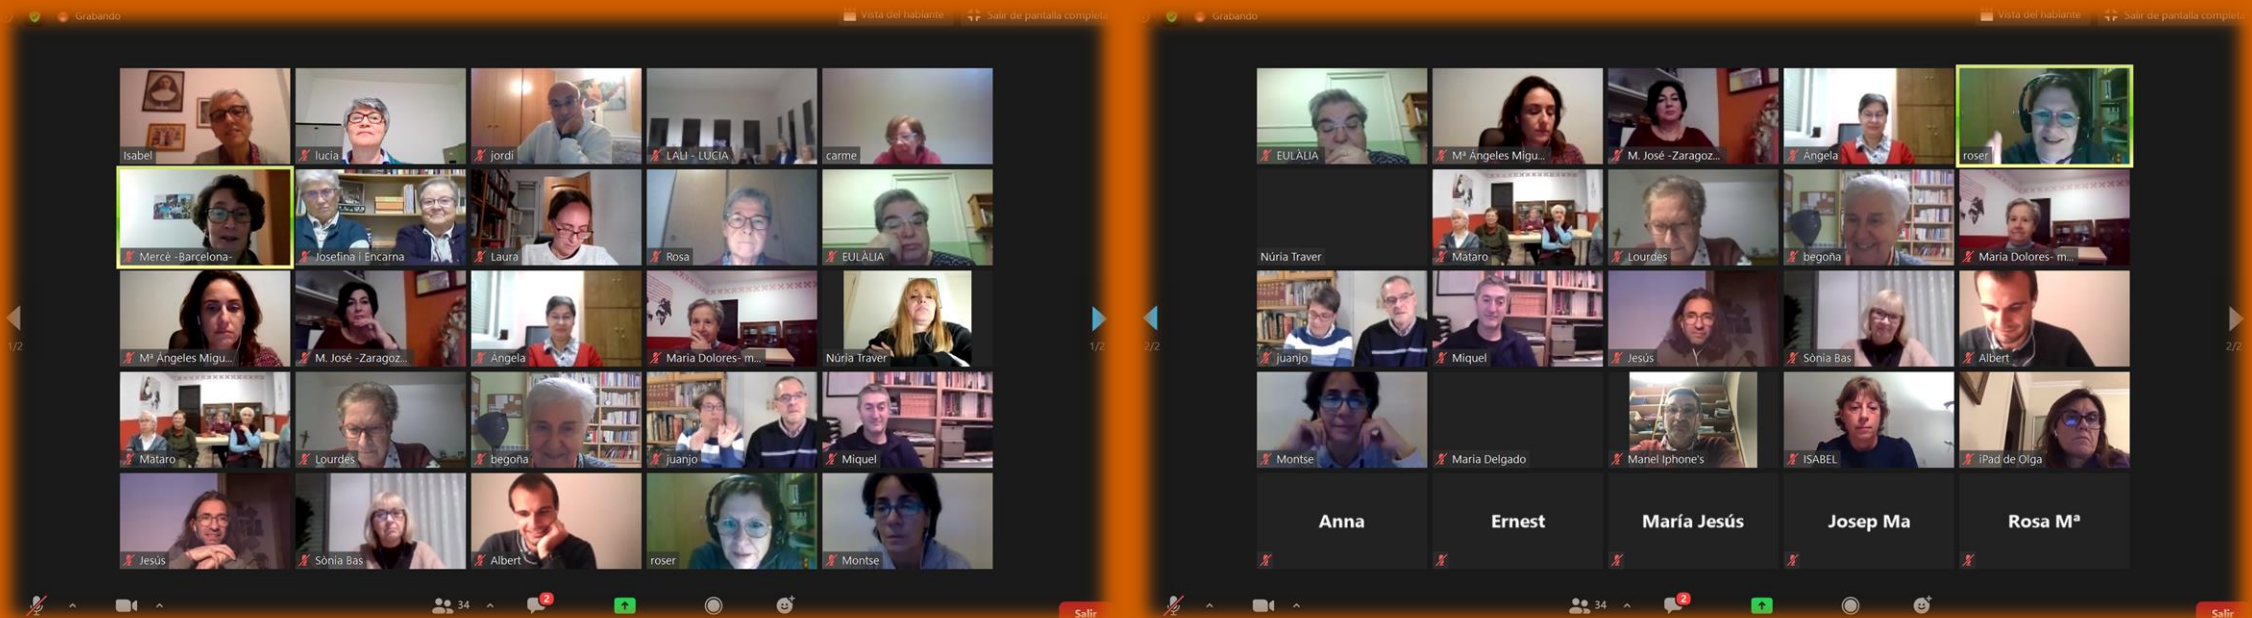 Grabando
Vista del hablante
Salir de pantalla completa
Isabel
lucia
jordi
LALI - LUCIA
carme
Mercè -Barcelona-
Josefina i Encarna
Laura
Rosa
EULÀLIA
Mª Ángeles Migu...
M. José -Zaragoz...
Àngela
Maria Dolores- m...
Núria Traver
Mataro
Lourdes
begoña
juanjo
Miquel
Jesús
Sònia Bas
Albert
roser
Montse
1/2
1/2
34
2
Salir
Grabando
Vista del hablante
Salir de pantalla completa
EULÀLIA
Mª Ángeles Migu...
M. José -Zaragoz...
Àngela
roser
Núria Traver
Mataro
Lourdes
begoña
Maria Dolores- m...
juanjo
Miquel
Jesús
Sònia Bas
Albert
Montse
Maria Delgado
Manel Iphone's
ISABEL
iPad de Olga
Anna
Ernest
María Jesús
Josep Ma
Rosa Mª
2/2
2/2
34
2
Salir